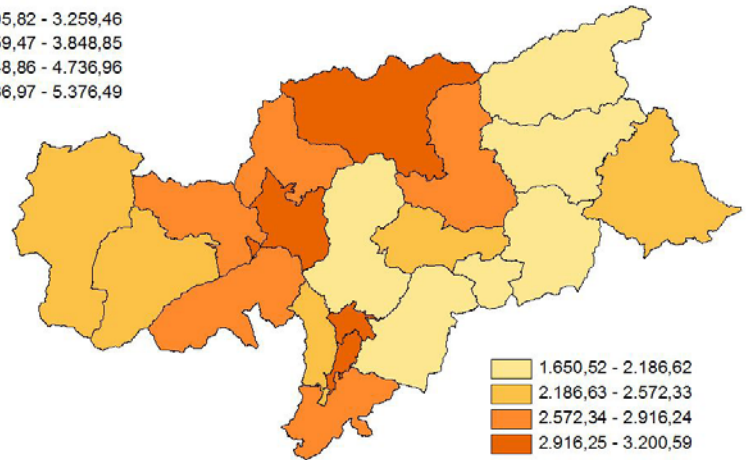 5,82 - 3.259,46
9,47 - 3.848,85
8,86 - 4.736,96
6,97 - 5.376,49
1.650,52 - 2.186,62
2.186,63 - 2.572,33
2.572,34 - 2.916,24
2.916,25 - 3.200,59